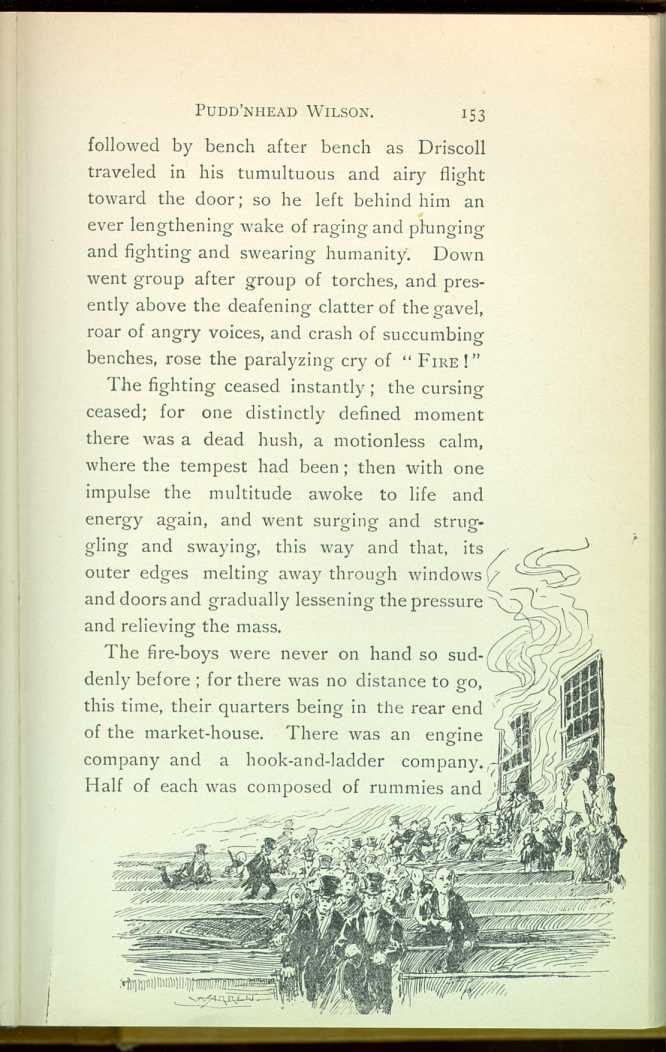 PUDD'NHEAD WILSON. 153
followed by bench after bench as Driscoll
traveled in his tumultuous and airy flight
toward the door; so he left behind him an
ever lengthening wake of raging and plunging
and fighting and swearing humanity. Down
went group after group of torches, and pres-
ently above the deafening clatter of the gavel,
roar of angry voices, and crash of succumbing
benches, rose the paralyzing cry of "FIRE!"
The fighting ceased instantly; the cursing
ceased; for one distinctly defined moment
there was a dead hush, a motionless calm,
where the tempest had been; then with one
impulse the multitude awoke to life and
energy again, and went surging and strug-
gling and swaying, this way and that, its
outer edges melting away through windows
and doors and gradually lessening the pressure
and relieving the mass.
The fire-boys were never on hand so sud-
denly before; for there was no distance to go,
this time, their quarters being in the rear end
of the market-house. There was an engine
company and a hook-and-ladder company.
Half of each was composed of rummies and
WARREN.